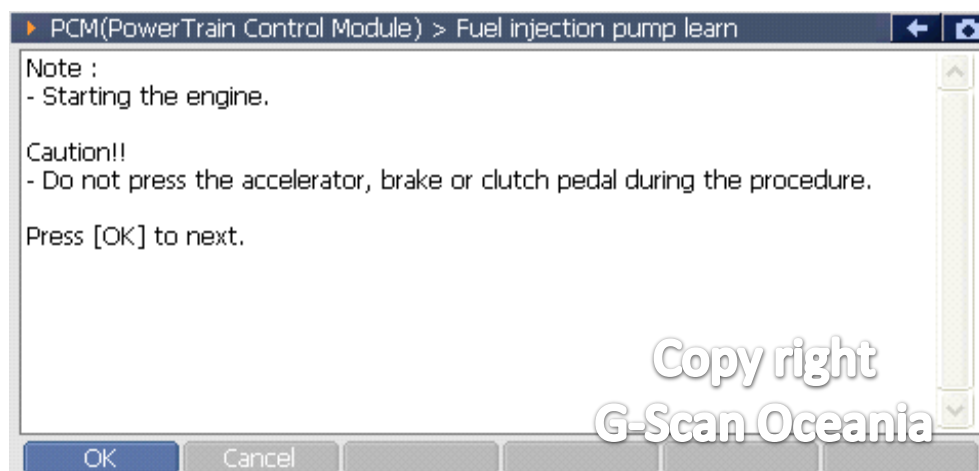 PCM(PowerTrain Control Module) > Fuel injection pump learn
Note :
- Starting the engine.
Caution!!
- Do not press the accelerator, brake or clutch pedal during the procedure.
Press [OK] to next.
Copy right
G-Scan Oceania
OK Cancel